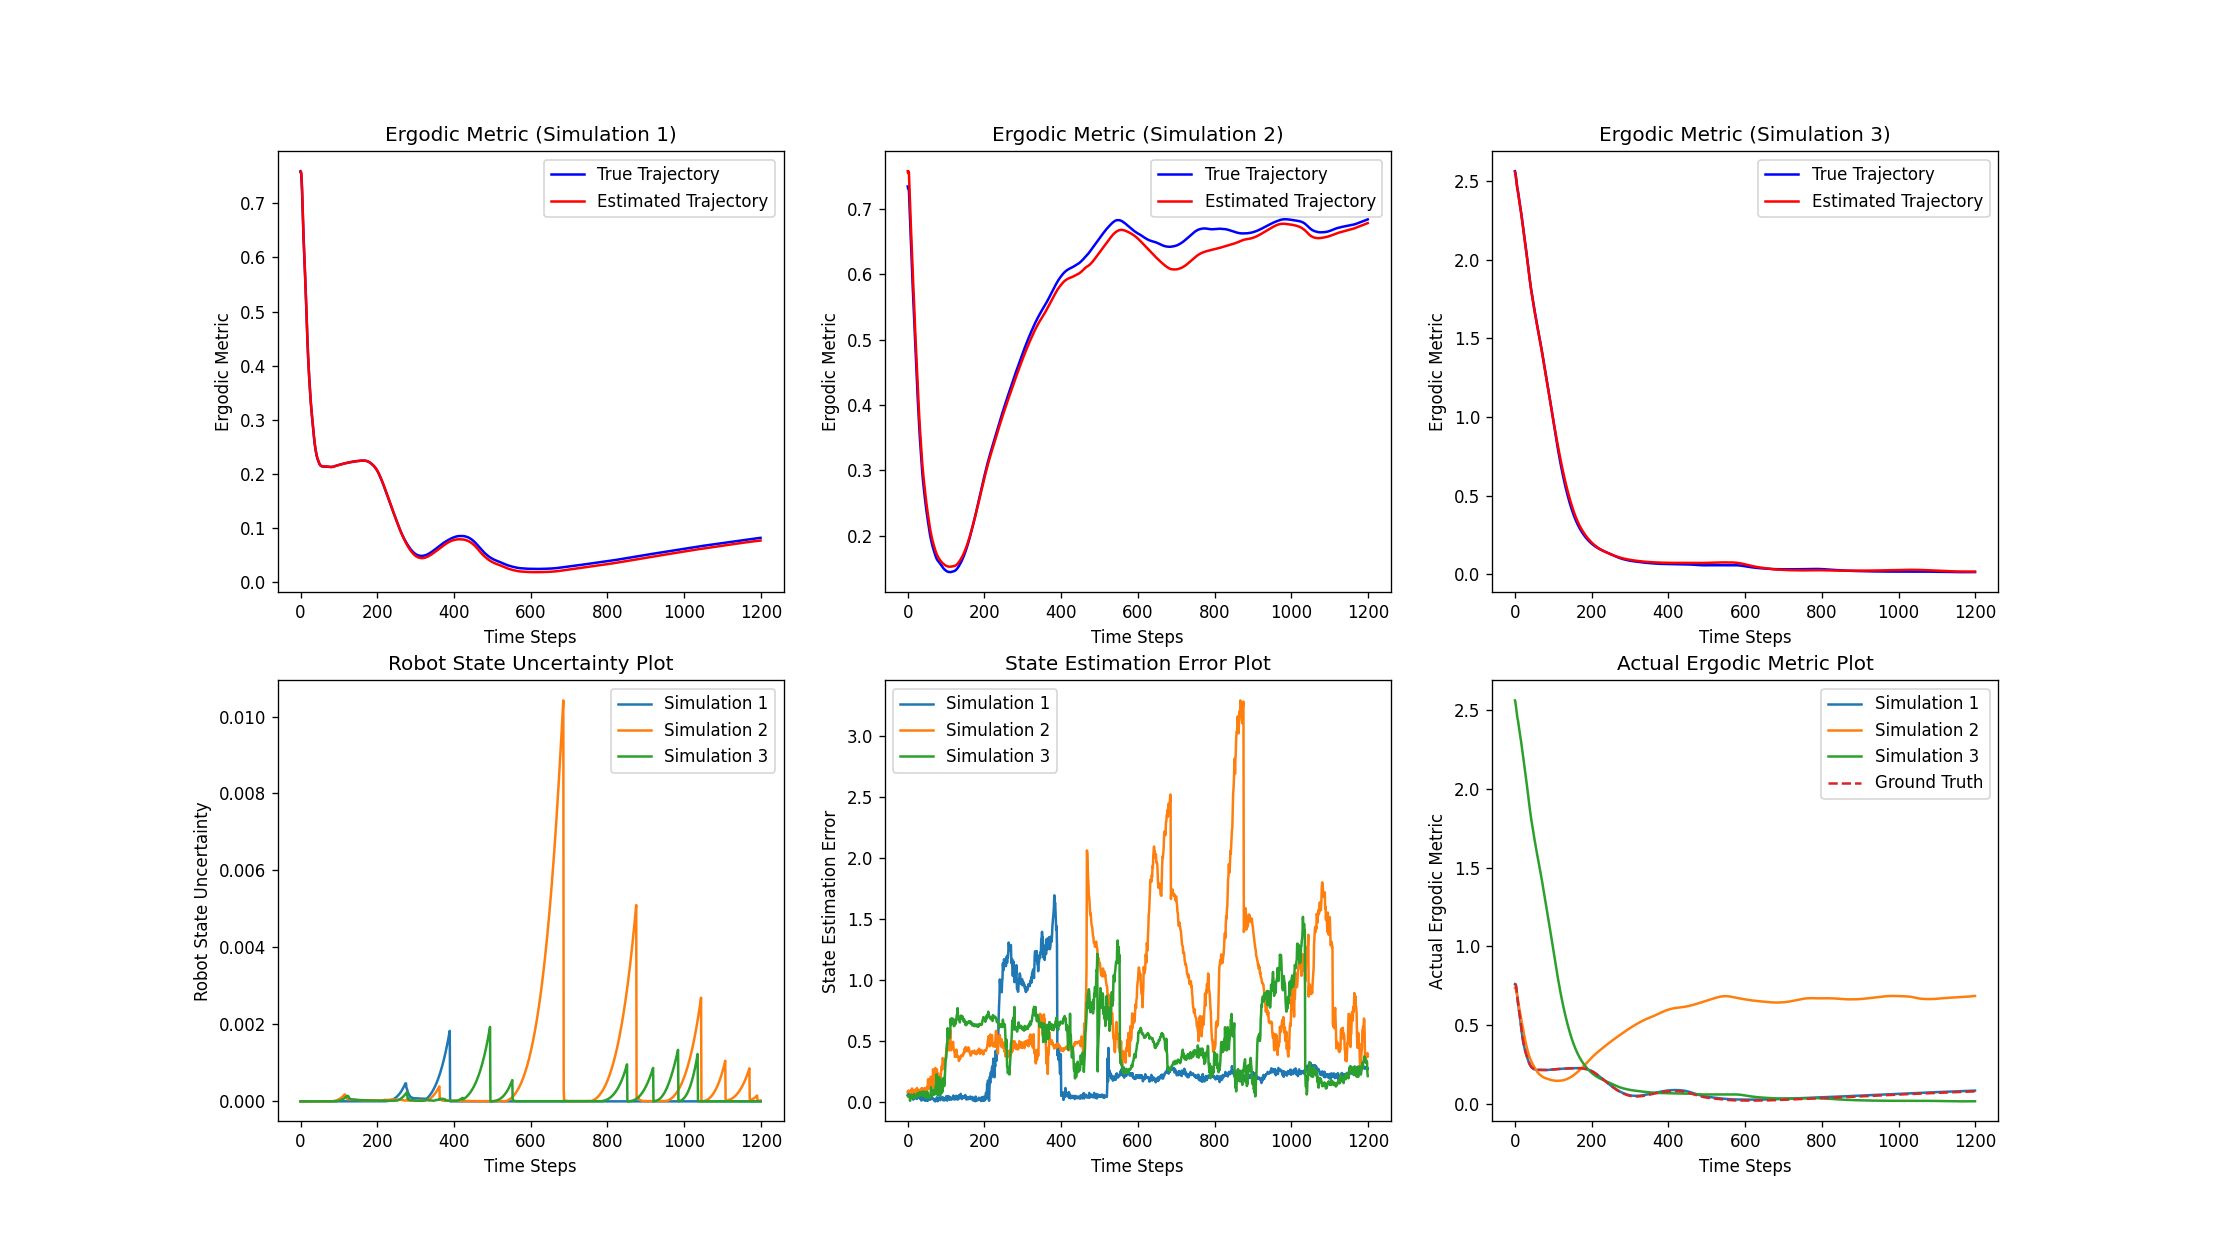 Ergodic Metric (Simulation 1)
Ergodic Metric
0.7
0.6
0.5
0.4
0.3
0.2
0.1
0.0
True Trajectory
Estimated Trajectory
0 200 400 600 800 1000 1200
Time Steps
Ergodic Metric (Simulation 2)
Ergodic Metric
0.7
0.6
0.5
0.4
0.3
0.2
True Trajectory
Estimated Trajectory
0 200 400 600 800 1000 1200
Time Steps
Ergodic Metric (Simulation 3)
Ergodic Metric
2.5
2.0
1.5
1.0
0.5
0.0
True Trajectory
Estimated Trajectory
0 200 400 600 800 1000 1200
Time Steps
Robot State Uncertainty Plot
Robot State Uncertainty
0.010
0.008
0.006
0.004
0.002
0.000
Simulation 1
Simulation 2
Simulation 3
0 200 400 600 800 1000 1200
Time Steps
State Estimation Error Plot
State Estimation Error
3.0
2.5
2.0
1.5
1.0
0.5
0.0
Simulation 1
Simulation 2
Simulation 3
0 200 400 600 800 1000 1200
Time Steps
Actual Ergodic Metric Plot
Actual Ergodic Metric
2.5
2.0
1.5
1.0
0.5
0.0
Simulation 1
Simulation 2
Simulation 3
Ground Truth
0 200 400 600 800 1000 1200
Time Steps